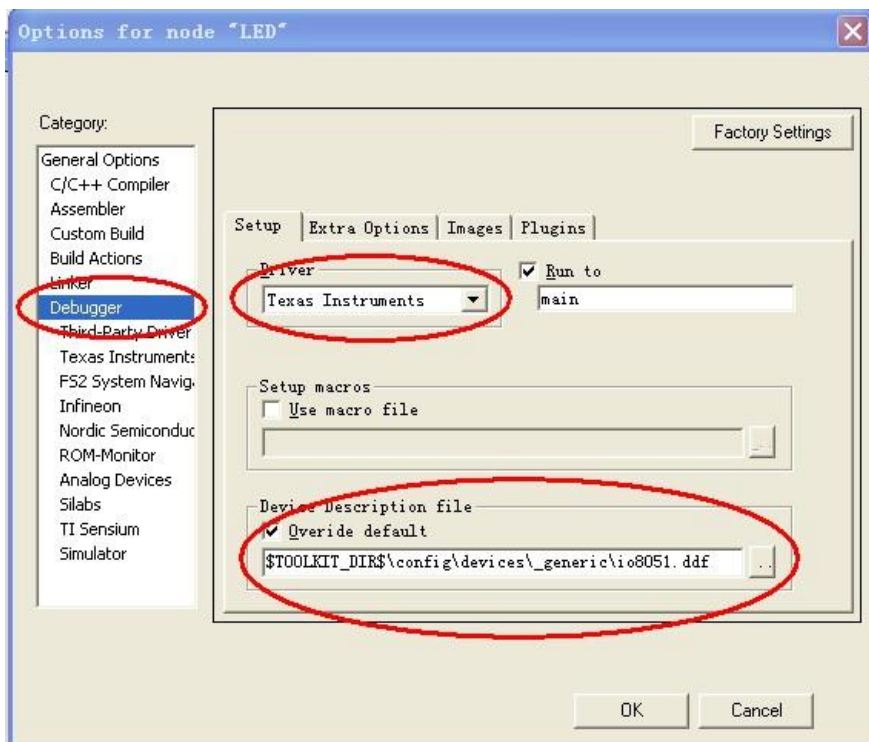 Options for node "LED"
Category:
Factory Settings
General Options
C/C++ Compiler
Assembler
Custom Build
Build Actions
Linker
Debugger
Third-Party Driver
Texas Instruments
FS2 System Navig
Infineon
Nordic Semiconduc
ROM-Monitor
Analog Devices
Silabs
TI Sensium
Simulator
Setup Extra Options Images Plugins
Driver
Texas Instruments
Run to
main
Setup macros
Use macro file
Device Description file
Overide default
$TOOLKIT_DIR$\config\devices\_generic\io8051.ddf
..
OK Cancel